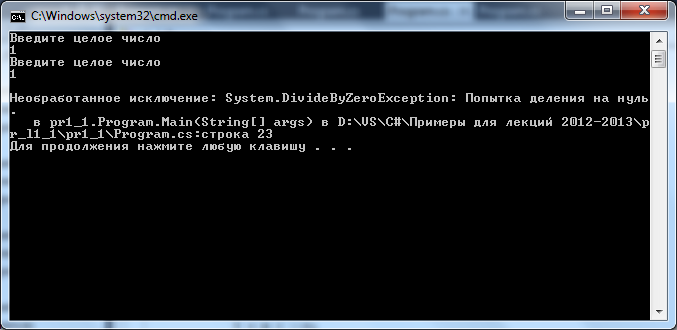 C:\Windows\system32\cmd.exe
Введите целое число
1
Введите целое число
1
Необработанное исключение: System.DivideByZeroException: Попытка деления на нуль
.
в pr1_1.Program.Main(String[] args) в D:\VS\C#\Примеры для лекций 2012-2013\p
r_l1_1\pr1_1\Program.cs:строка 23
Для продолжения нажмите любую клавишу . . .